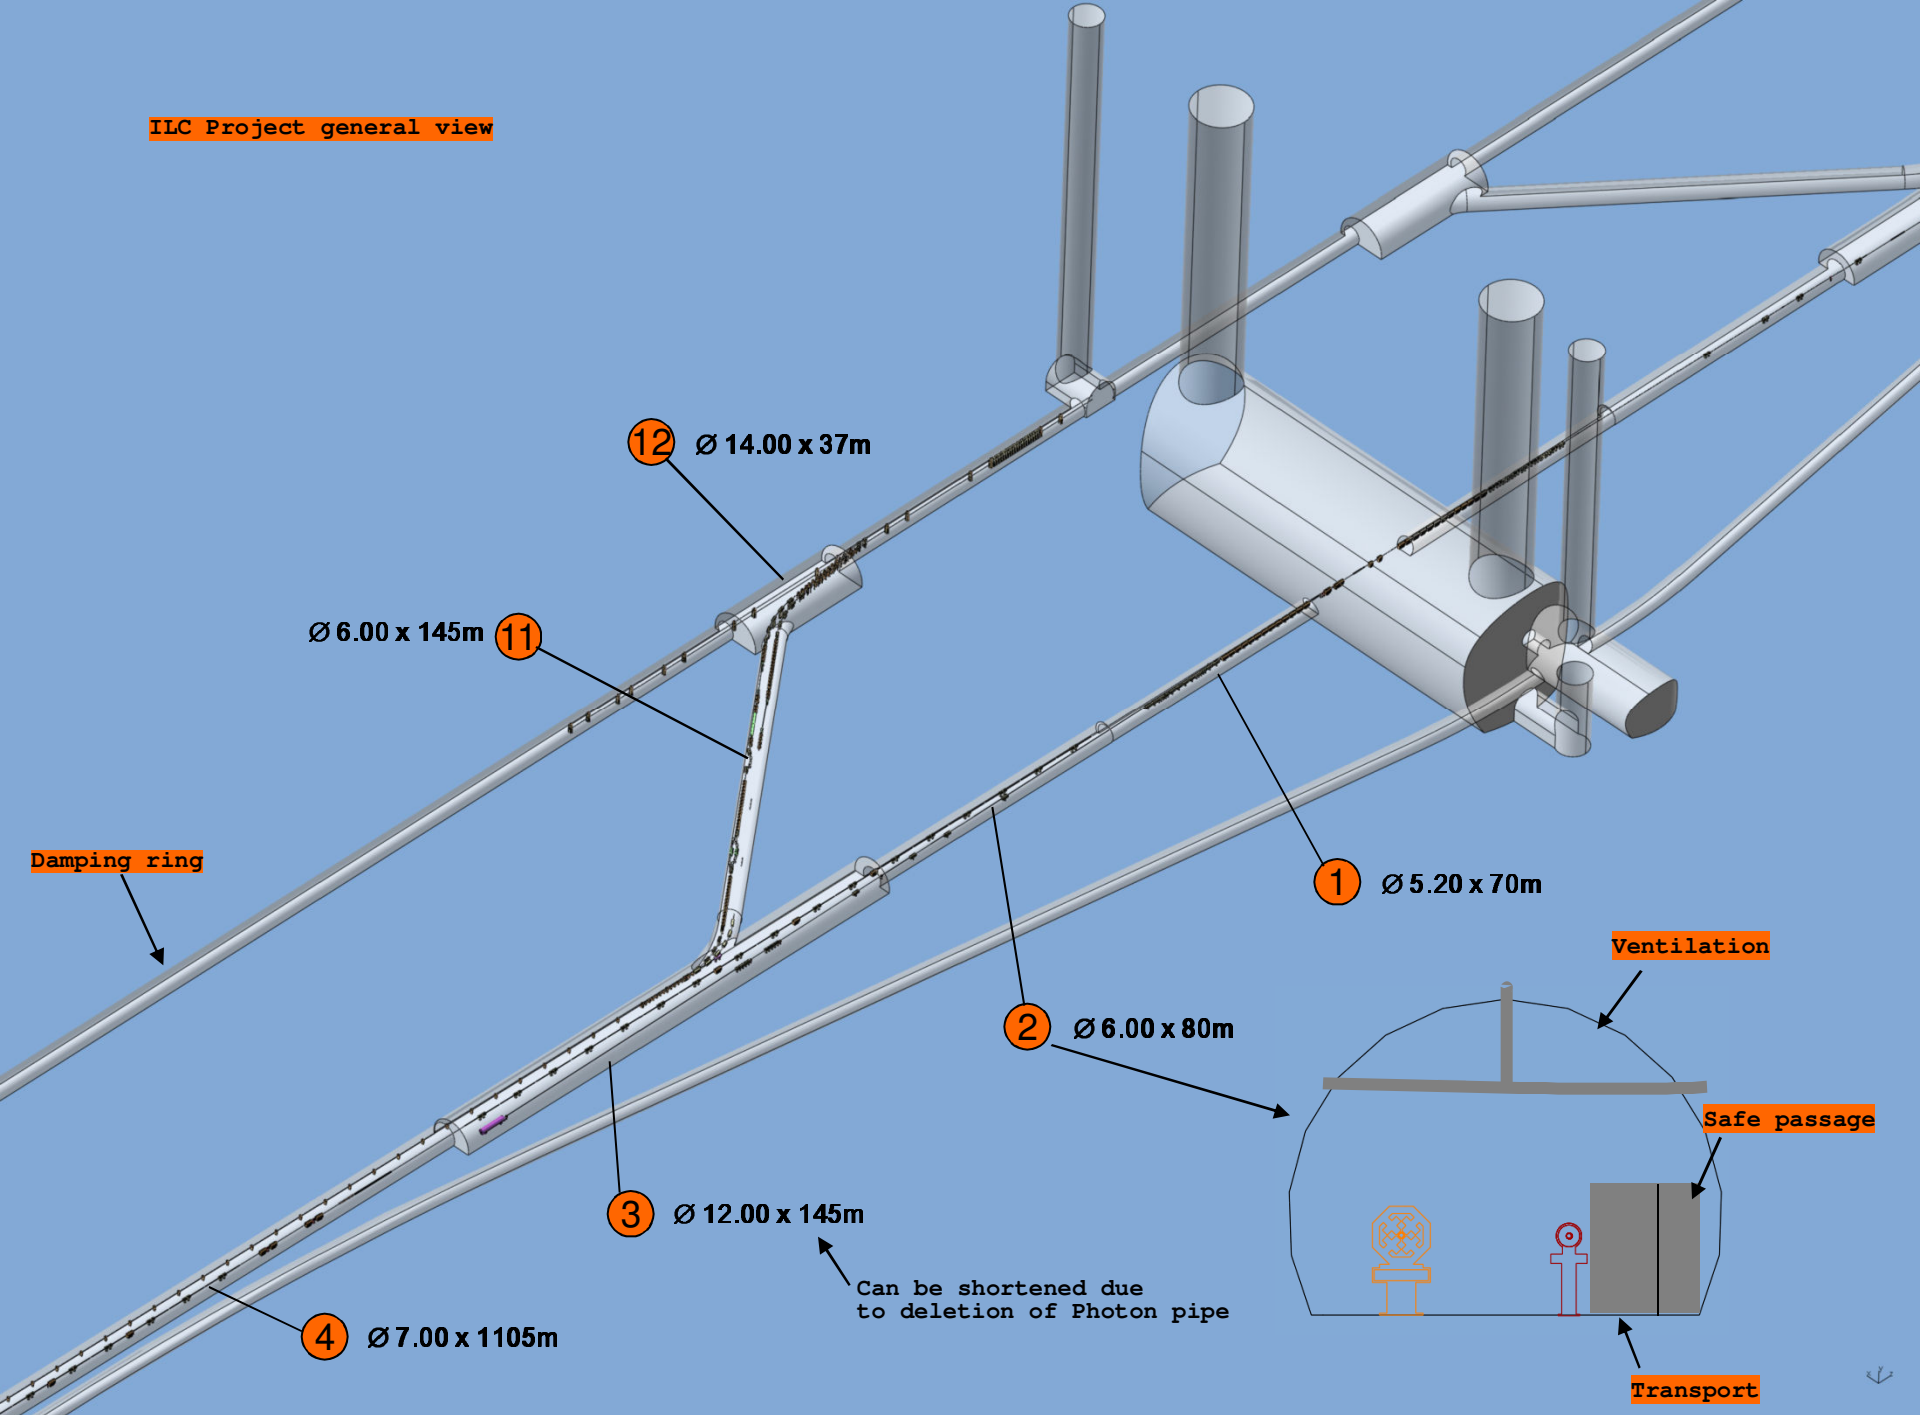 ILC Project general view
12 Ø 14.00 x 37m
Ø 6.00 x 145m 11
Damping ring
1 Ø 5.20 x 70m
Ventilation
2 Ø 6.00 x 80m
Safe passage
3 Ø 12.00 x 145m
Can be shortened due
to deletion of Photon pipe
4 Ø 7.00 x 1105m
Transport